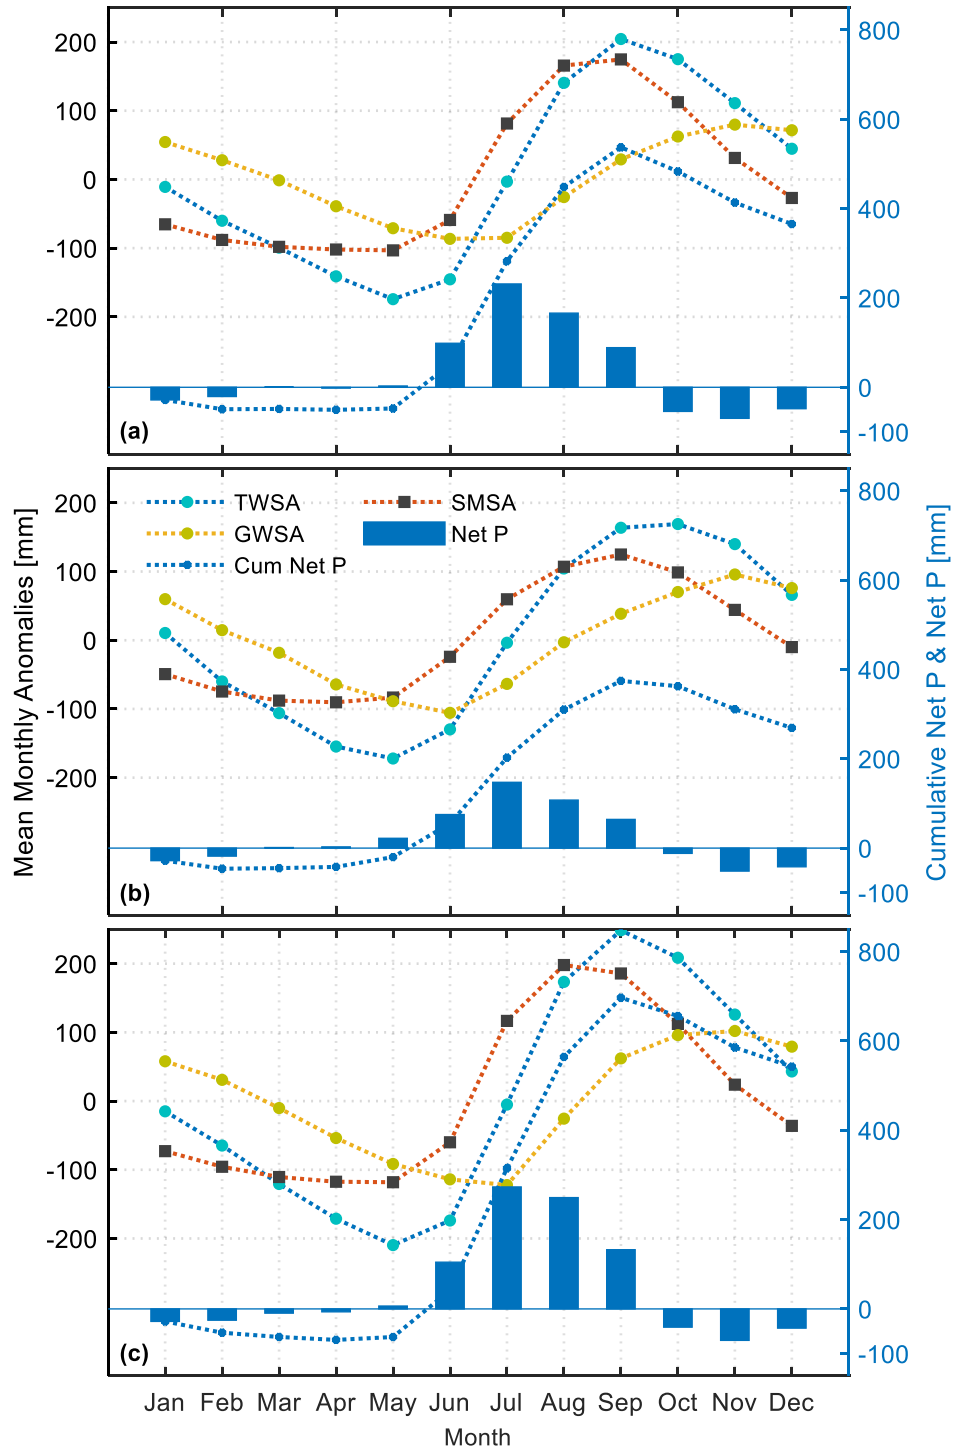 200
100
0
-100
-200
800
600
400
200
0
-100
(a)
Mean Monthly Anomalies [mm]
Cumulative Net P & Net P [mm]
200
100
0
-100
-200
TWSA
SMSA
GWSA
Net P
Cum Net P
800
600
400
200
0
-100
(b)
200
100
0
-100
-200
800
600
400
200
0
-100
(c)
Jan Feb Mar Apr May Jun Jul Aug Sep Oct Nov Dec
Month